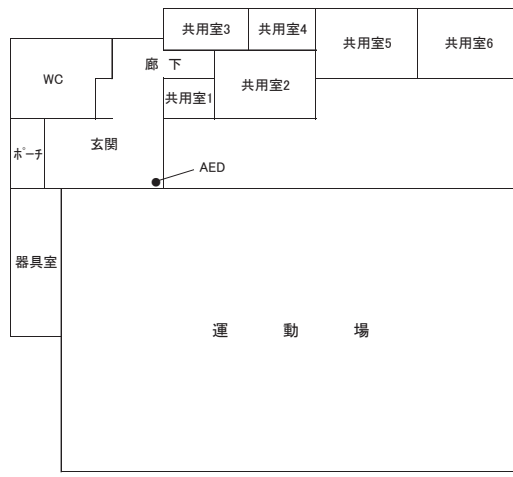 共用室3
共用室4
共用室5
共用室6
廊 下
WC
共用室1
共用室2
ポーチ
玄関
AED
器具室
運 動 場